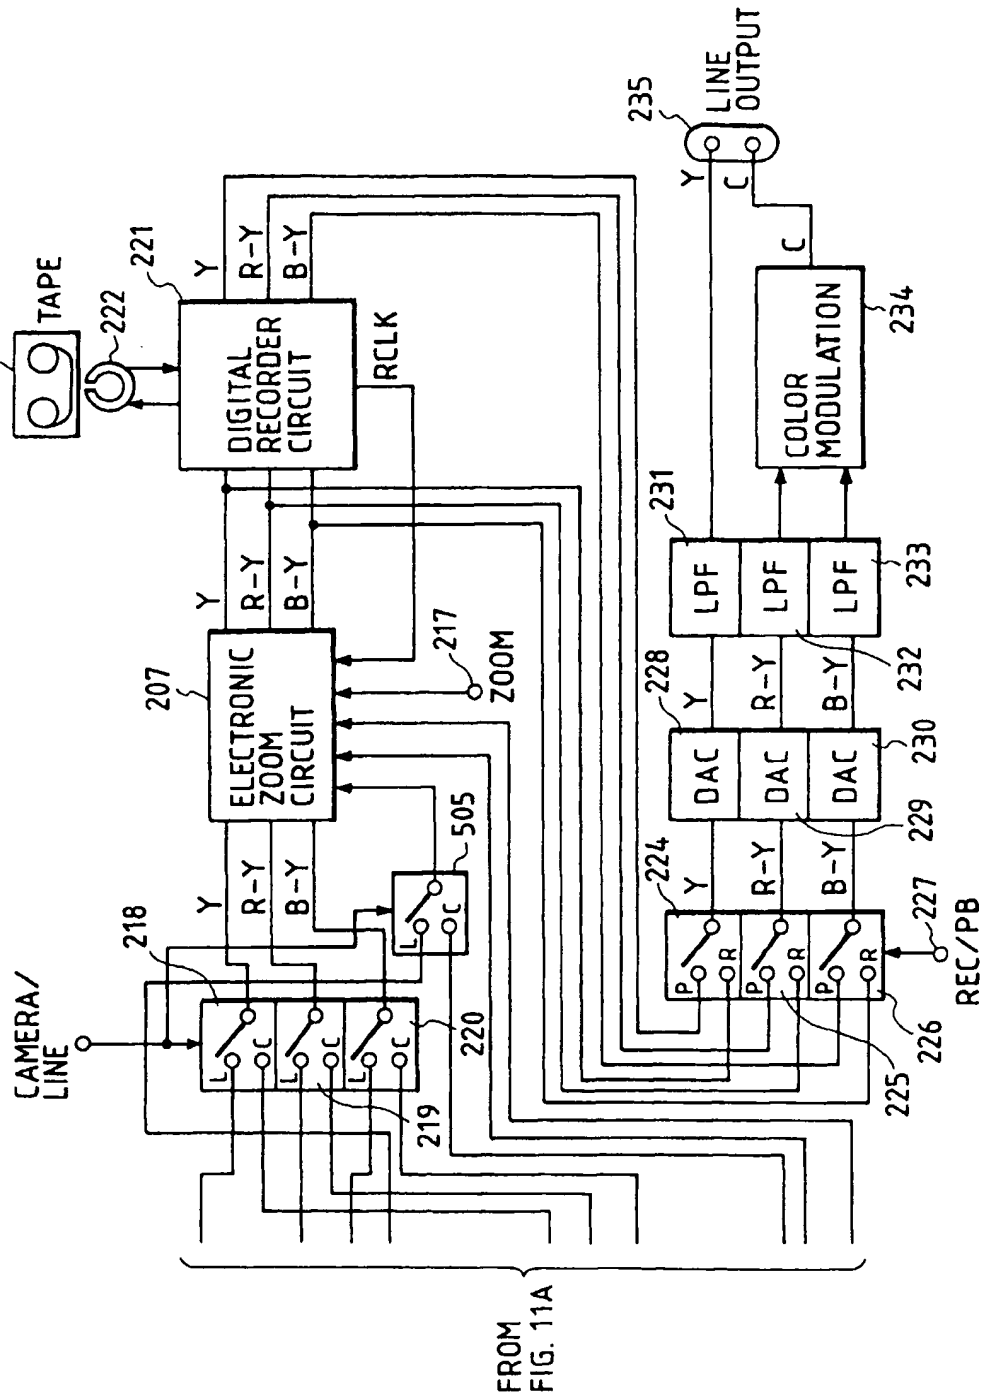 CAMERA/
LINE
218
L
C
L
C
L
C
219
220
FROM
FIG. 11A
Y
R-Y
B-Y
L
C
505
207
ELECTRONIC
ZOOM
CIRCUIT
217
ZOOM
Y
R-Y
B-Y
TAPE
222
221
DIGITAL
RECORDER
CIRCUIT
RCLK
Y
R-Y
B-Y
224
P
R
P
R
P
R
225
226
227
REC/PB
Y
R-Y
B-Y
228
DAC
DAC
DAC
229
230
Y
R-Y
B-Y
231
LPF
LPF
LPF
232
233
COLOR
MODULATION
234
C
Y
C
235
LINE
OUTPUT